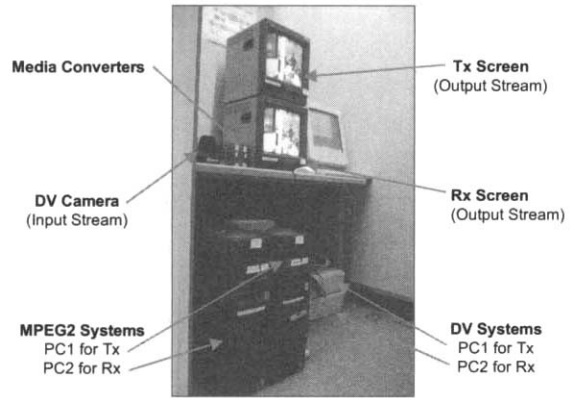 Media Converters
Tx Screen
(Output Stream)
DV Camera
(Input Stream)
Rx Screen
(Output Stream)
MPEG2 Systems
PC1 for Tx
PC2 for Rx
DV Systems
PC1 for Tx
PC2 for Rx